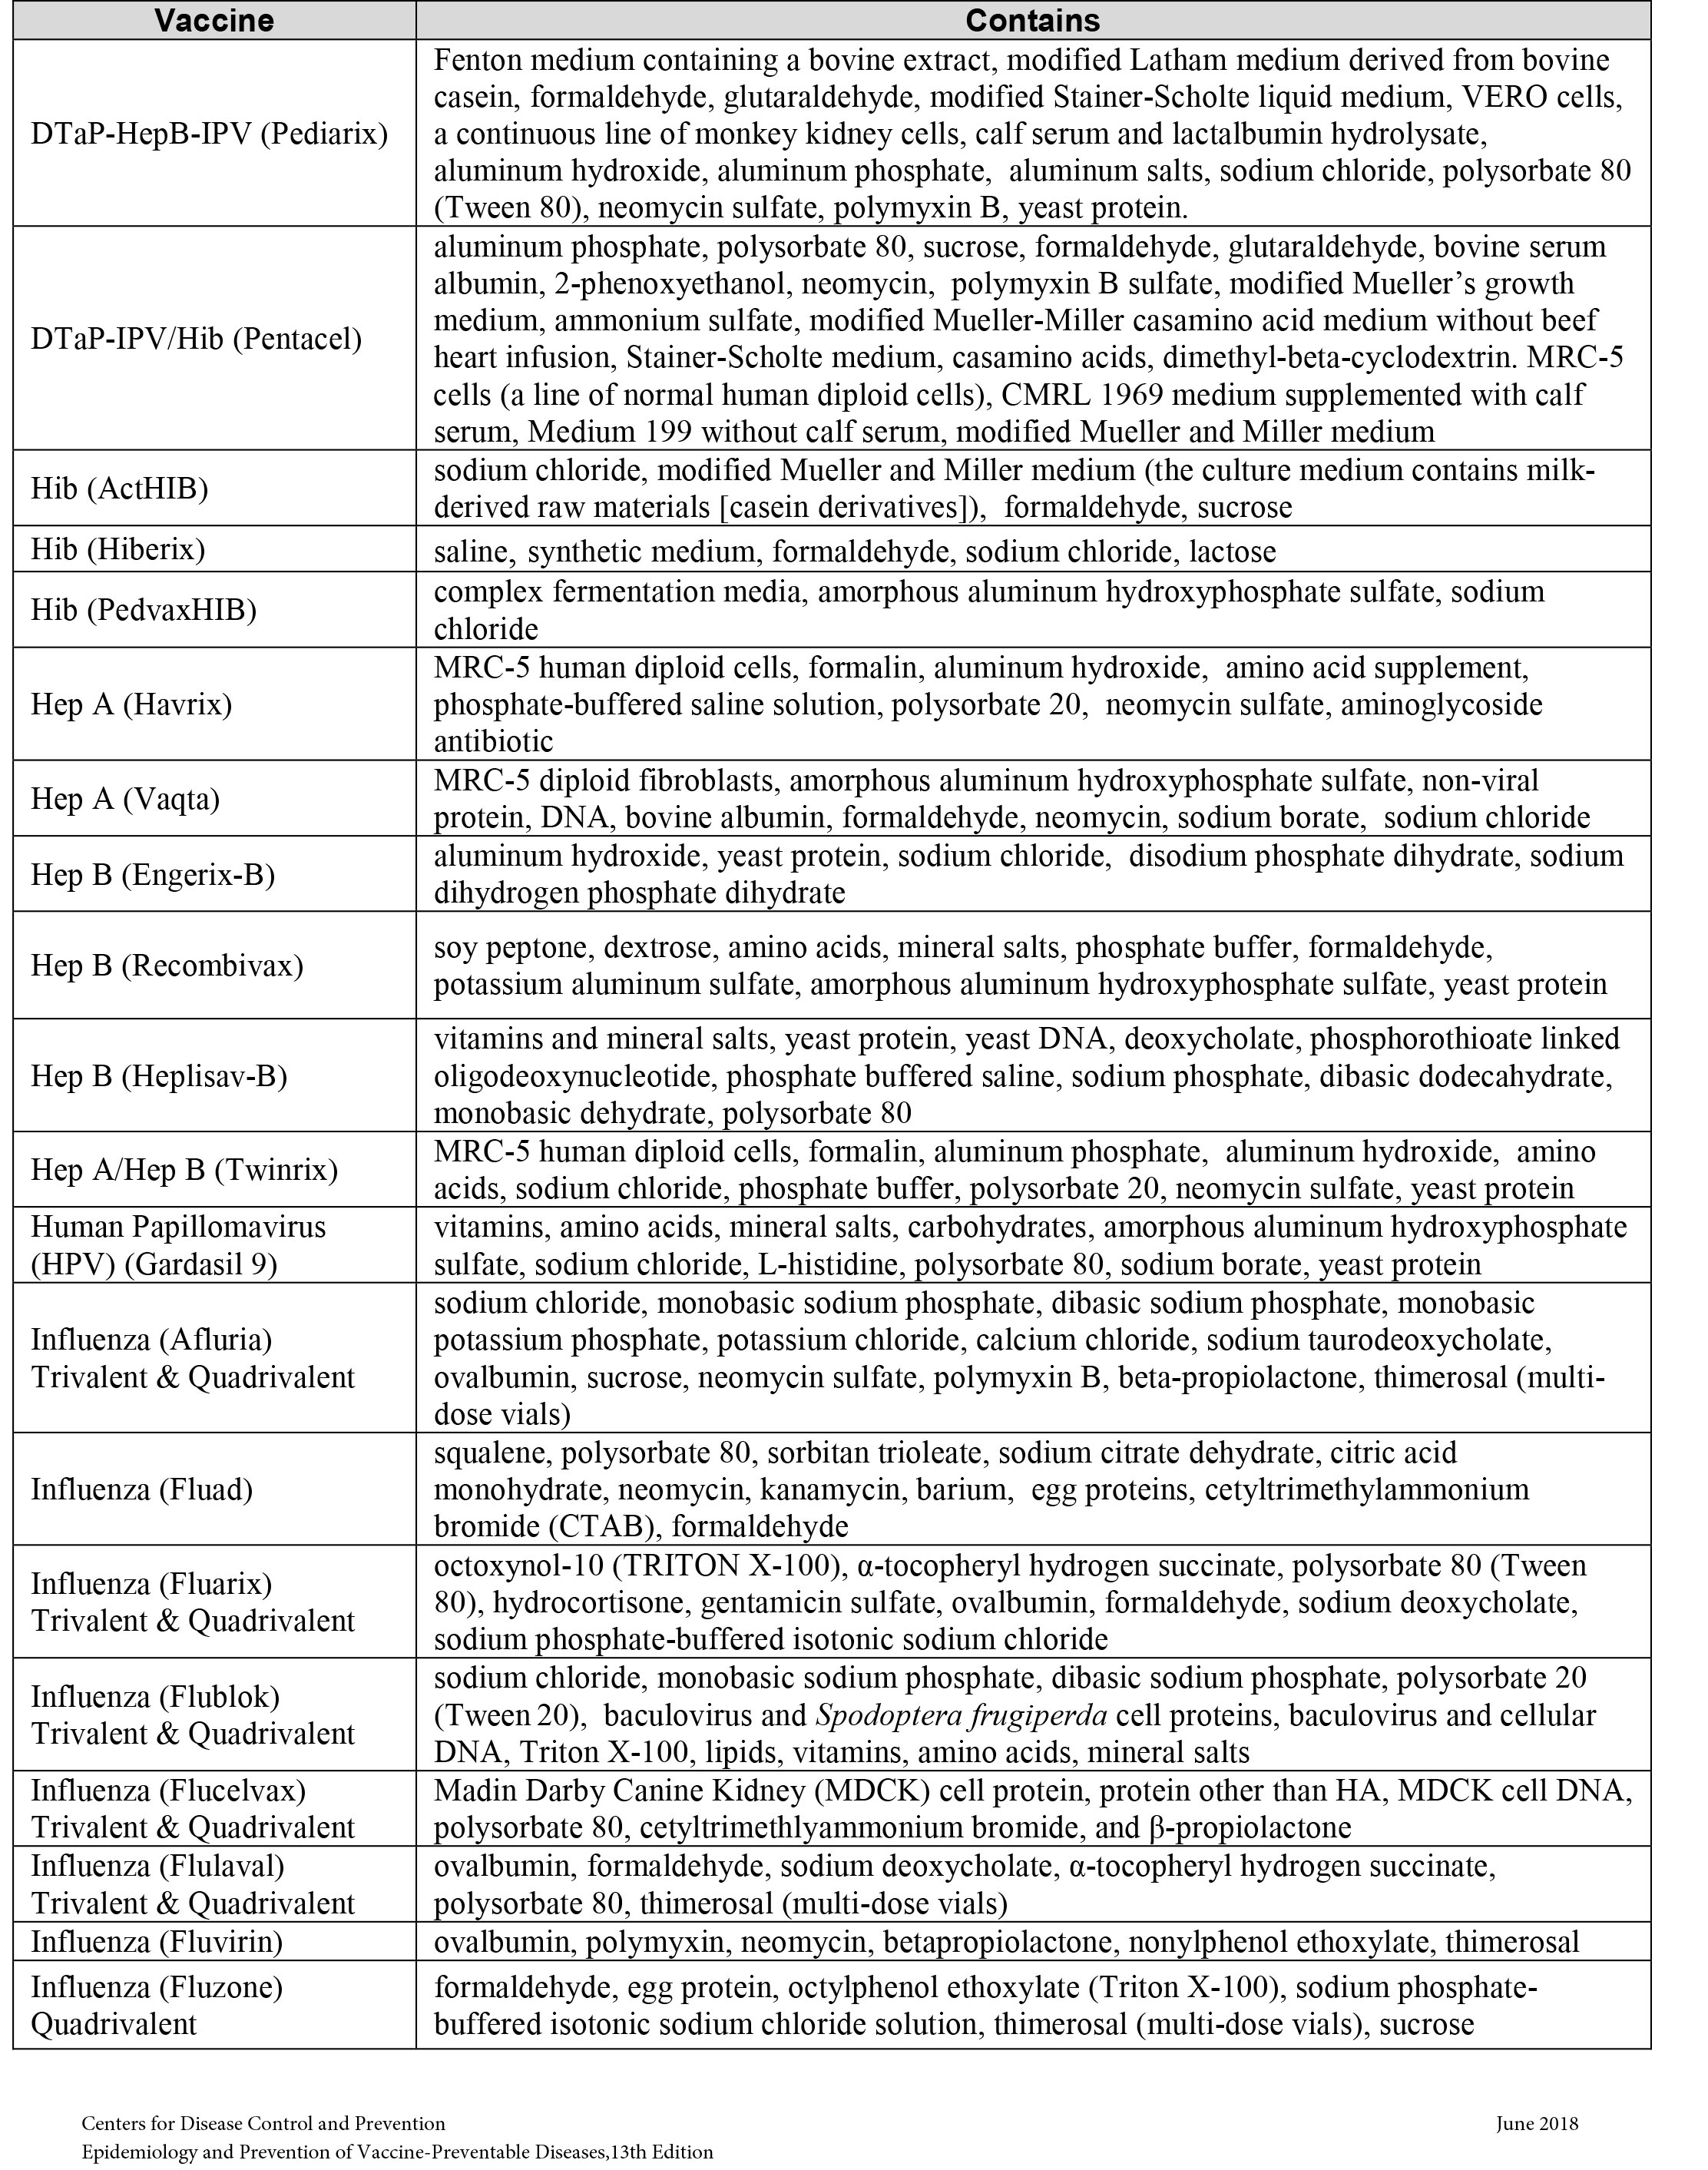 Vaccine
Contains
DTaP-HepB-IPV (Pediarix)
Fenton medium containing a bovine extract, modified Latham medium derived from bovine
casein, formaldehyde, glutaraldehyde, modified Stainer-Scholte liquid medium, VERO cells,
a continuous line of monkey kidney cells, calf serum and lactalbumin hydrolysate,
aluminum hydroxide, aluminum phosphate,  aluminum salts, sodium chloride, polysorbate 80
(Tween 80), neomycin sulfate, polymyxin B, yeast protein.
DTaP-IPV/Hib (Pentacel)
aluminum phosphate, polysorbate 80, sucrose, formaldehyde, glutaraldehyde, bovine serum
albumin, 2-phenoxyethanol, neomycin,  polymyxin B sulfate, modified Mueller’s growth
medium, ammonium sulfate, modified Mueller-Miller casamino acid medium without beef
heart infusion, Stainer-Scholte medium, casamino acids, dimethyl-beta-cyclodextrin. MRC-5
cells (a line of normal human diploid cells), CMRL 1969 medium supplemented with calf
serum, Medium 199 without calf serum, modified Mueller and Miller medium
Hib (ActHIB)
sodium chloride, modified Mueller and Miller medium (the culture medium contains milk-
derived raw materials [casein derivatives]),  formaldehyde, sucrose
Hib (Hiberix)
saline, synthetic medium, formaldehyde, sodium chloride, lactose
Hib (PedvaxHIB)
complex fermentation media, amorphous aluminum hydroxyphosphate sulfate, sodium
chloride
Hep A (Havrix)
MRC-5 human diploid cells, formalin, aluminum hydroxide,  amino acid supplement,
phosphate-buffered saline solution, polysorbate 20,  neomycin sulfate, aminoglycoside
antibiotic
Hep A (Vaqta)
MRC-5 diploid fibroblasts, amorphous aluminum hydroxyphosphate sulfate, non-viral
protein, DNA, bovine albumin, formaldehyde, neomycin, sodium borate,  sodium chloride
Hep B (Engerix-B)
aluminum hydroxide, yeast protein, sodium chloride,  disodium phosphate dihydrate, sodium
dihydrogen phosphate dihydrate
Hep B (Recombivax)
soy peptone, dextrose, amino acids, mineral salts, phosphate buffer, formaldehyde,
potassium aluminum sulfate, amorphous aluminum hydroxyphosphate sulfate, yeast protein
Hep B (Heplisav-B)
vitamins and mineral salts, yeast protein, yeast DNA, deoxycholate, phosphorothioate linked
oligodeoxynucleotide, phosphate buffered saline, sodium phosphate, dibasic dodecahydrate,
monobasic dehydrate, polysorbate 80
Hep A/Hep B (Twinrix)
MRC-5 human diploid cells, formalin, aluminum phosphate,  aluminum hydroxide,  amino
acids, sodium chloride, phosphate buffer, polysorbate 20, neomycin sulfate, yeast protein
Human Papillomavirus
(HPV) (Gardasil 9)
vitamins, amino acids, mineral salts, carbohydrates, amorphous aluminum hydroxyphosphate
sulfate, sodium chloride, L-histidine, polysorbate 80, sodium borate, yeast protein
Influenza (Afluria)
Trivalent & Quadrivalent
sodium chloride, monobasic sodium phosphate, dibasic sodium phosphate, monobasic
potassium phosphate, potassium chloride, calcium chloride, sodium taurodeoxycholate,
ovalbumin, sucrose, neomycin sulfate, polymyxin B, beta-propiolactone, thimerosal (multi-
dose vials)
Influenza (Fluad)
squalene, polysorbate 80, sorbitan trioleate, sodium citrate dehydrate, citric acid
monohydrate, neomycin, kanamycin, barium,  egg proteins, cetyltrimethylammonium
bromide (CTAB), formaldehyde
Influenza (Fluarix)
Trivalent & Quadrivalent
octoxynol-10 (TRITON X-100), α-tocopheryl hydrogen succinate, polysorbate 80 (Tween
80), hydrocortisone, gentamicin sulfate, ovalbumin, formaldehyde, sodium deoxycholate,
sodium phosphate-buffered isotonic sodium chloride
Influenza (Flublok)
Trivalent & Quadrivalent
sodium chloride, monobasic sodium phosphate, dibasic sodium phosphate, polysorbate 20
(Tween 20),  baculovirus and Spodoptera frugiperda cell proteins, baculovirus and cellular
DNA, Triton X-100, lipids, vitamins, amino acids, mineral salts
Influenza (Flucelvax)
Trivalent & Quadrivalent
Madin Darby Canine Kidney (MDCK) cell protein, protein other than HA, MDCK cell DNA,
polysorbate 80, cetyltrimethlyammonium bromide, and β-propiolactone
Influenza (Flulaval)
Trivalent & Quadrivalent
ovalbumin, formaldehyde, sodium deoxycholate, α-tocopheryl hydrogen succinate,
polysorbate 80, thimerosal (multi-dose vials)
Influenza (Fluvirin)
ovalbumin, polymyxin, neomycin, betapropiolactone, nonylphenol ethoxylate, thimerosal
Influenza (Fluzone)
Quadrivalent
formaldehyde, egg protein, octylphenol ethoxylate (Triton X-100), sodium phosphate-
buffered isotonic sodium chloride solution, thimerosal (multi-dose vials), sucrose
Centers for Disease Control and Prevention
June 2018
Epidemiology and Prevention of Vaccine-Preventable Diseases,13th Edition